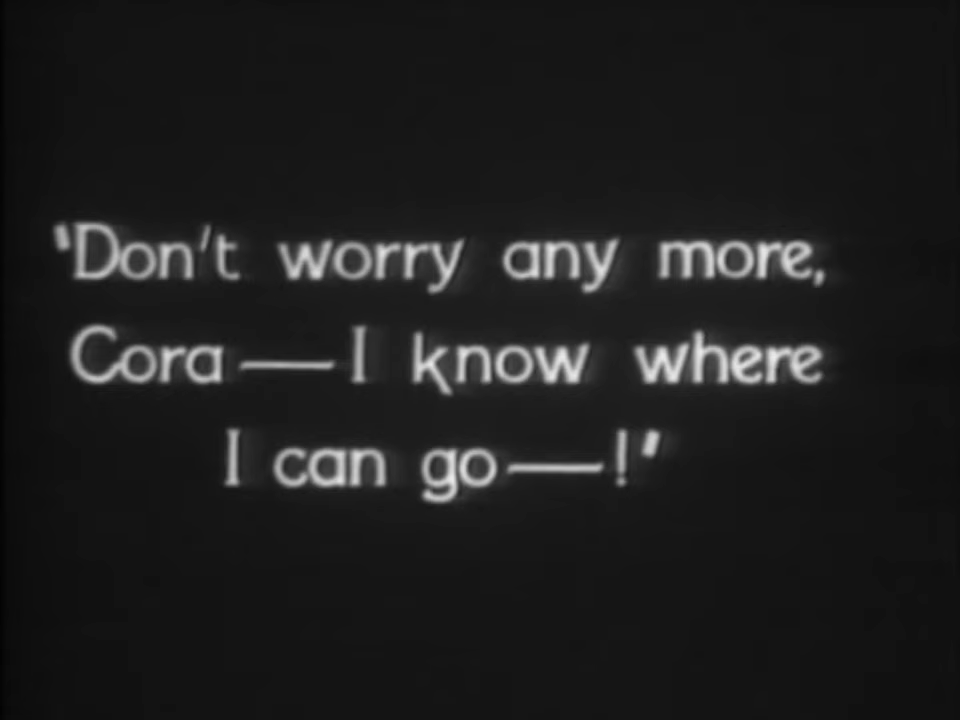 "Don't worry any more,
Cora — I know where
I can go — !"